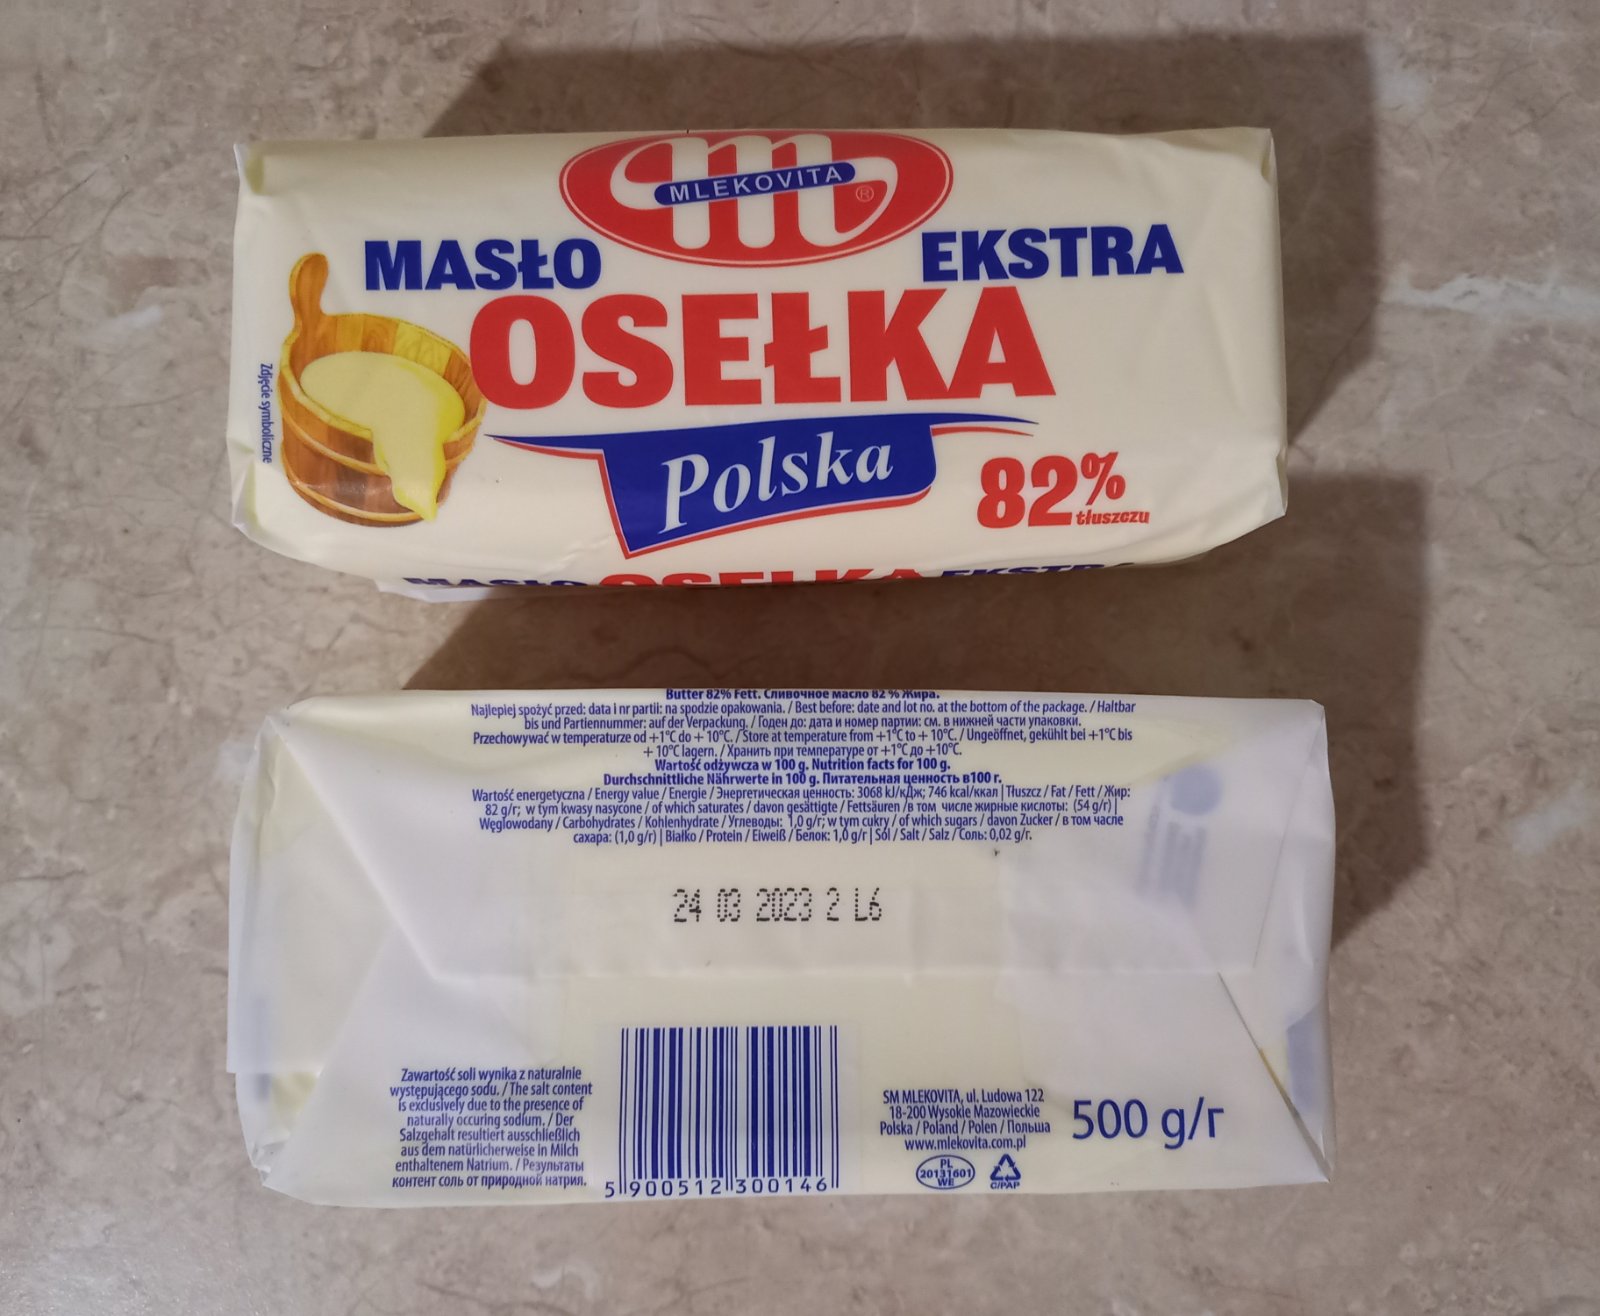 MLEKOVITA
®
MASŁO EKSTRA
OSEŁKA
Polska
82%
tłuszczu
Zdjęcie symboliczne
MASŁO OSEŁKA EKSTRA
Butter 82% Fett. Сливочное масло 82 % Жира.
Najlepiej spożyć przed: data i nr partii: na spodzie opakowania. / Best before: date and lot no. at the bottom of the package. / Haltbar
bis und Partiennummer: auf der Verpackung. / Годен до: дата и номер партии: см. в нижней части упаковки.
Przechowywać w temperaturze od +1°C do + 10°C. / Store at temperature from +1°C to + 10°C. / Ungeöffnet, gekühlt bei +1°C bis
+ 10°C lagern. / Хранить при температуре от +1°C до +10°C.
Wartość odżywcza w 100 g. Nutrition facts for 100 g.
Durchschnittliche Nährwerte in 100 g. Питательная ценность в100 г.
Wartość energetyczna / Energy value / Energie / Энергетическая ценность: 3068 kJ/кДж; 746 kcal/ккал | Tłuszcz / Fat / Fett / Жир:
82 g/г; w tym kwasy nasycone / of which saturates / davon gesättigte / Fettsäuren /в том числе жирные кислоты: (54 g/г) |
Węglowodany / Carbohydrates / Kohlenhydrate / Углеводы: 1,0 g/г; w tym cukry / of which sugars / davon Zucker / в том числе
сахара: (1,0 g/г) | Białko / Protein / Eiweiß / Белок: 1,0 g/г | Sól / Salt / Salz / Соль: 0,02 g/г.
24 03 2023 2 L6
Zawartość soli wynika z naturalnie
występującego sodu. / The salt content
is exclusively due to the presence of
naturally occuring sodium. / Der
Salzgehalt resultiert ausschließlich
aus dem natürlicherweise in Milch
enthaltenem Natrium. / Результаты
контент соль от природной натрия.
5 900512 300146
SM MLEKOVITA, ul. Ludowa 122
18-200 Wysokie Mazowieckie
Polska / Poland / Polen / Польша
www.mlekovita.com.pl
PL
20131601
WE
C/PAP
500 g/г